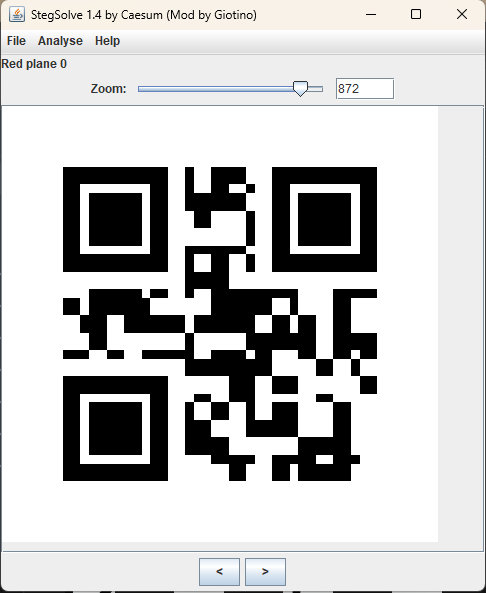 StegSolve 1.4 by Caesum (Mod by Giotino)
File Analyse Help
Red plane 0
Zoom: 872
< >